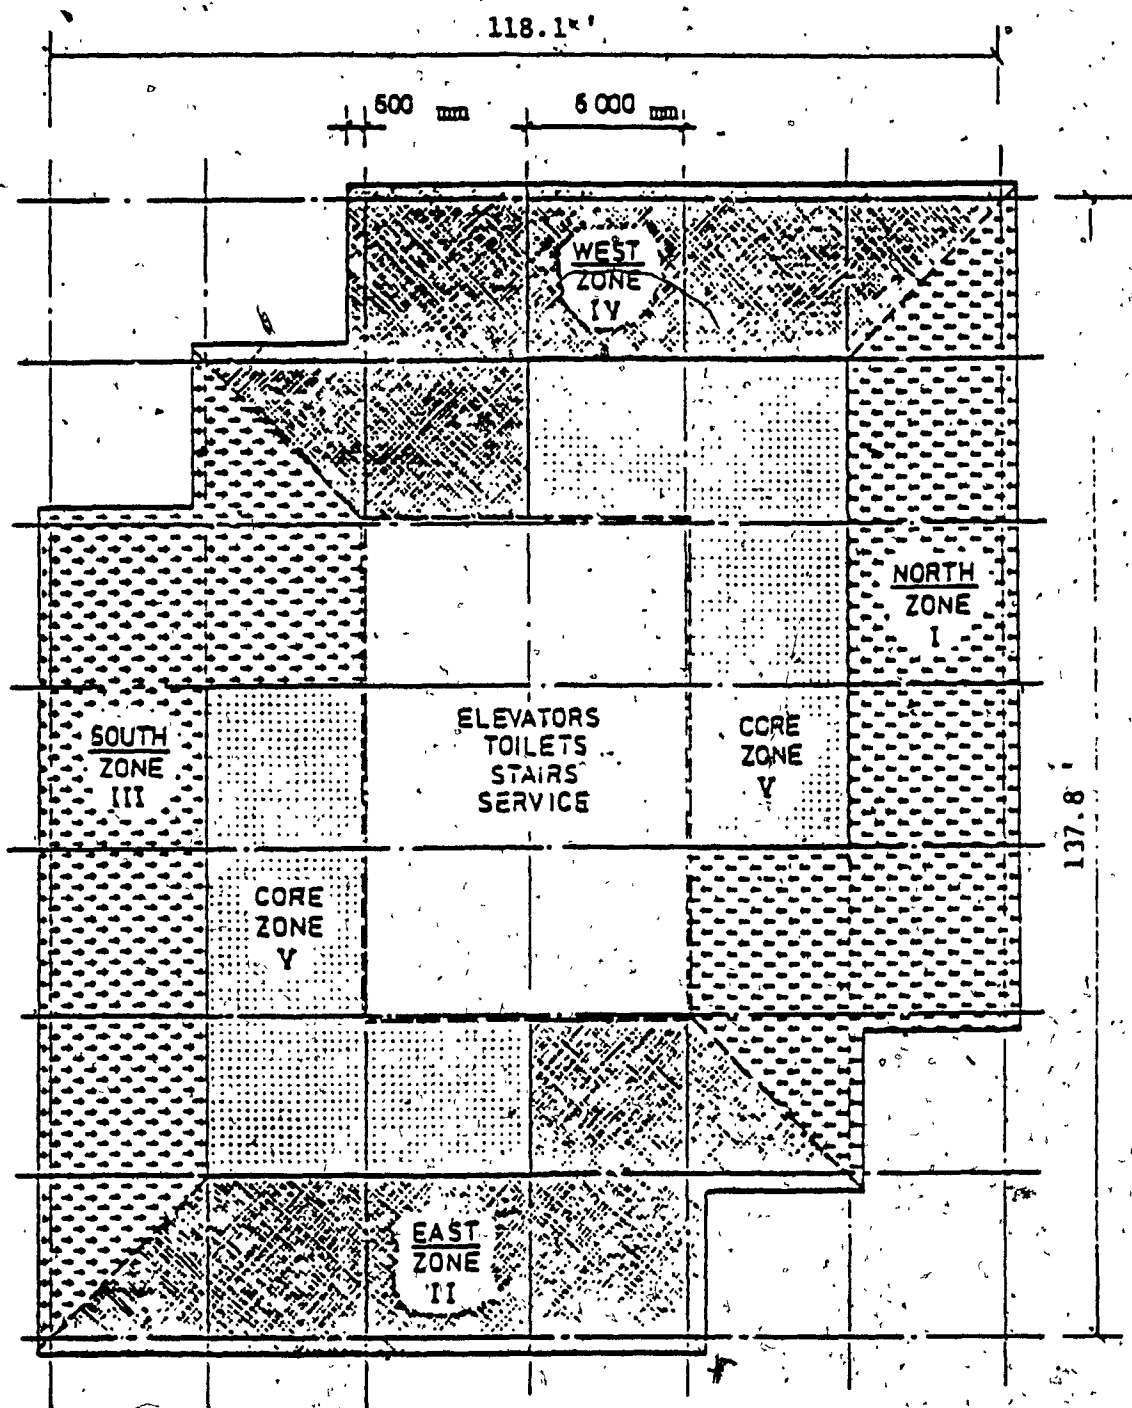 118.1'
600 mm
6 000 mm
WEST
ZONE
IV
NORTH
ZONE
I
SOUTH
ZONE
III
ELEVATORS
TOILETS
STAIRS
SERVICE
CORE
ZONE
V
137.8'
CORE
ZONE
V
EAST
ZONE
II